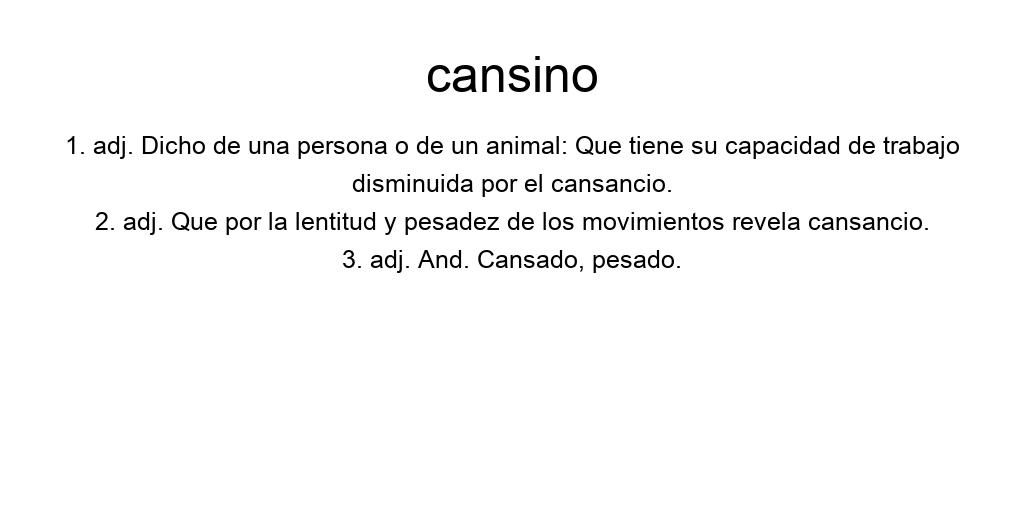 cansino
1. adj. Dicho de una persona o de un animal: Que tiene su capacidad de trabajo
disminuida por el cansancio.
2. adj. Que por la lentitud y pesadez de los movimientos revela cansancio.
3. adj. And. Cansado, pesado.